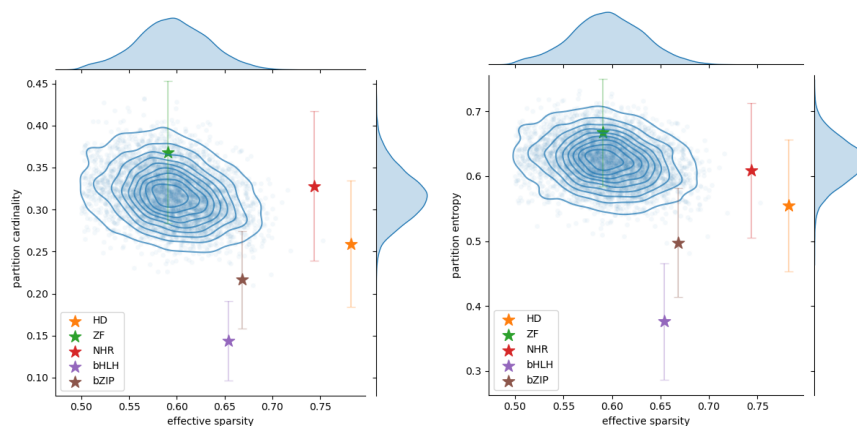 partition cardinality
0.45
0.40
0.35
0.30
0.25
0.20
0.15
0.10
HD
ZF
NHR
bHLH
bZIP
0.50 0.55 0.60 0.65 0.70 0.75
effective sparsity
partition entropy
0.7
0.6
0.5
0.4
0.3
HD
ZF
NHR
bHLH
bZIP
0.50 0.55 0.60 0.65 0.70 0.75
effective sparsity